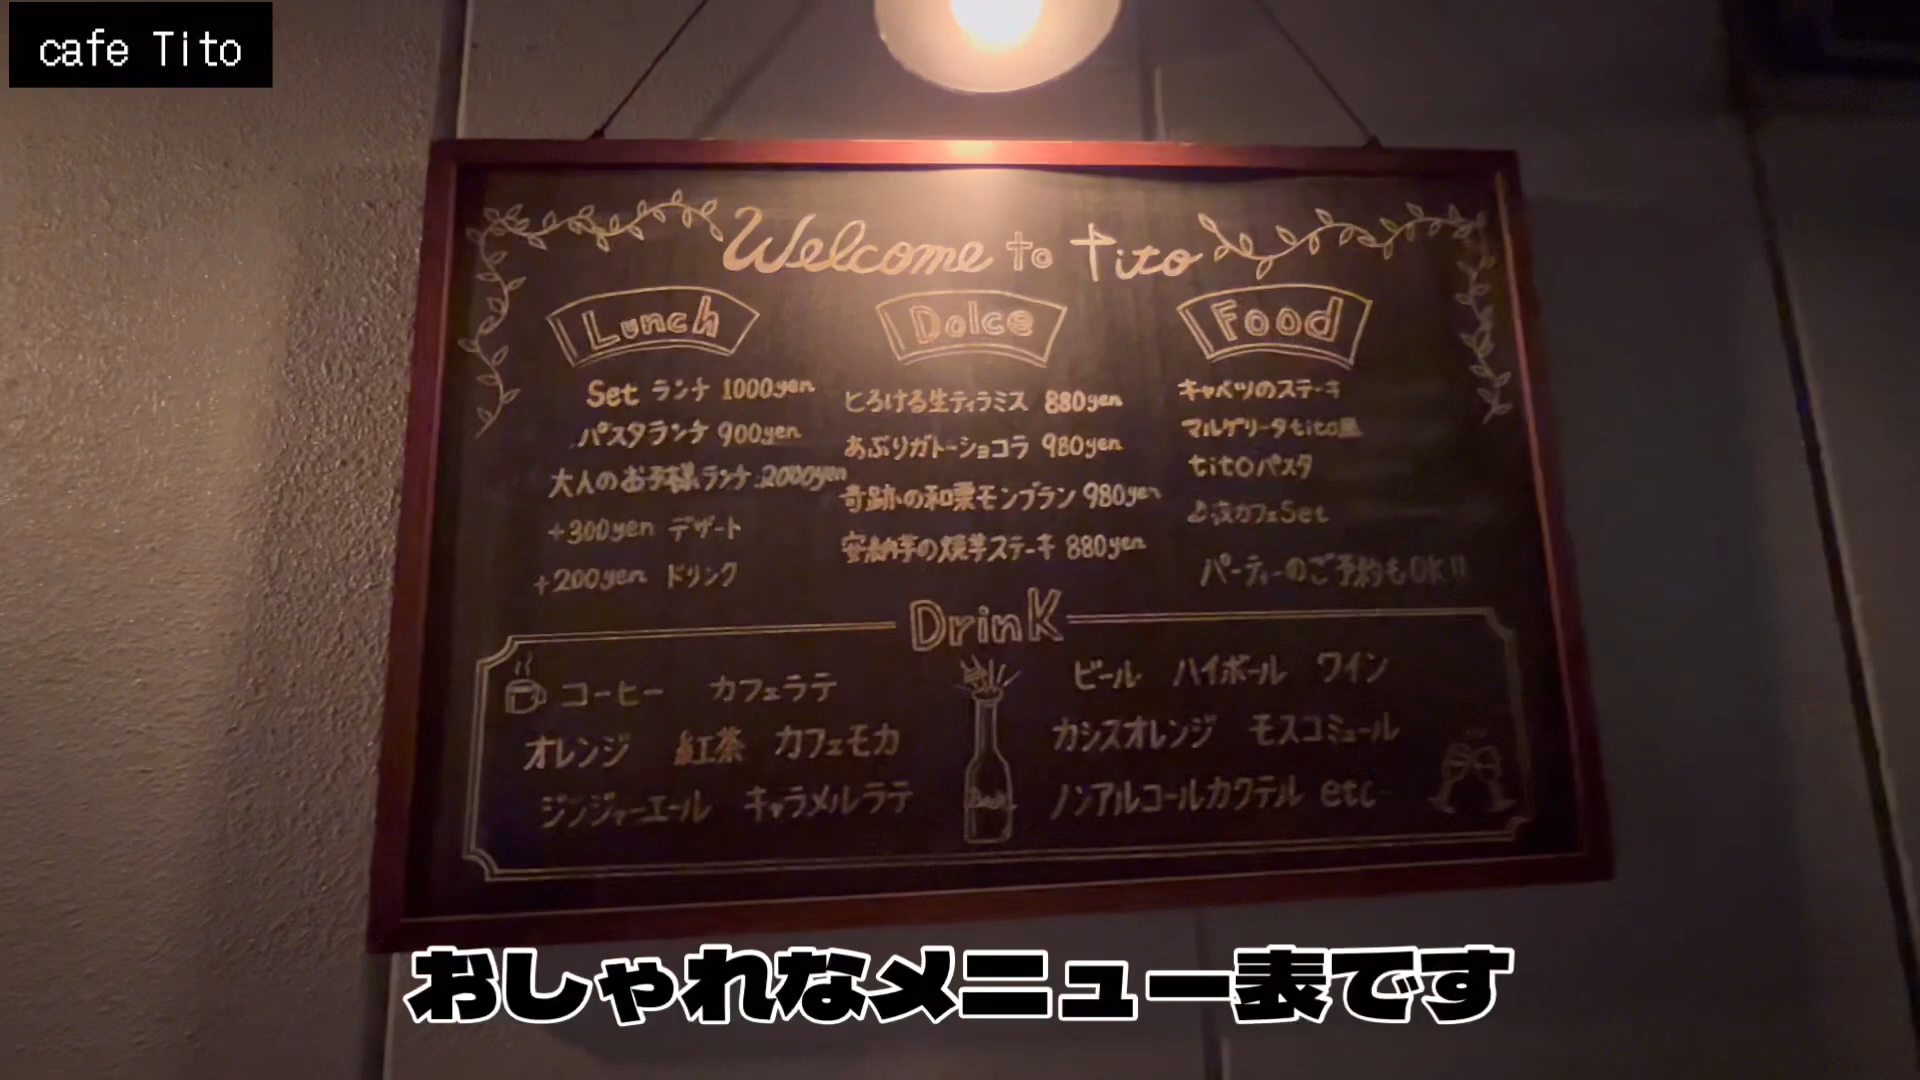 cafe Tito
Welcome to Tito
Lunch
Set ランチ 1000yen
パスタランチ 900yen
大人のお子様ランチ 2000yen
+300yen デザート
+200yen ドリンク
Dolce
とろける生ティラミス 880yen
あぶりガトーショコラ 980yen
奇跡の和栗モンブラン 980yen
安納芋の焼芋ステーキ 880yen
Food
キャベツのステーキ
マルゲリータtito風
titoパスタ
カフェSet
パーティーのご予約もOK!!
Drink
コーヒー カフェラテ
オレンジ 紅茶 カフェモカ
ジンジャーエール キャラメルラテ
ビール ハイボール ワイン
カシスオレンジ モスコミュール
ノンアルコールカクテル etc
おしゃれなメニュー表です